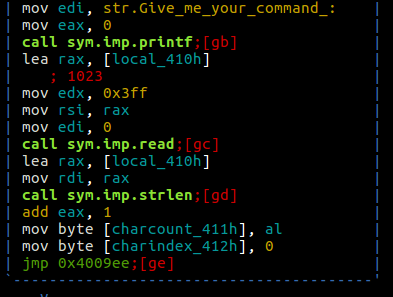 | mov edi, str.Give_me_your_command_: |
| mov eax, 0 |
| call sym.imp.printf;[gb] |
| lea rax, [local_410h] |
| ; 1023 |
| mov edx, 0x3ff |
| mov rsi, rax |
| mov edi, 0 |
| call sym.imp.read;[gc] |
| lea rax, [local_410h] |
| mov rdi, rax |
| call sym.imp.strlen;[gd] |
| add eax, 1 |
| mov byte [charcount_411h], al |
| mov byte [charindex_412h], 0 |
| jmp 0x4009ee;[ge] |
`--------------------------------------------'
v